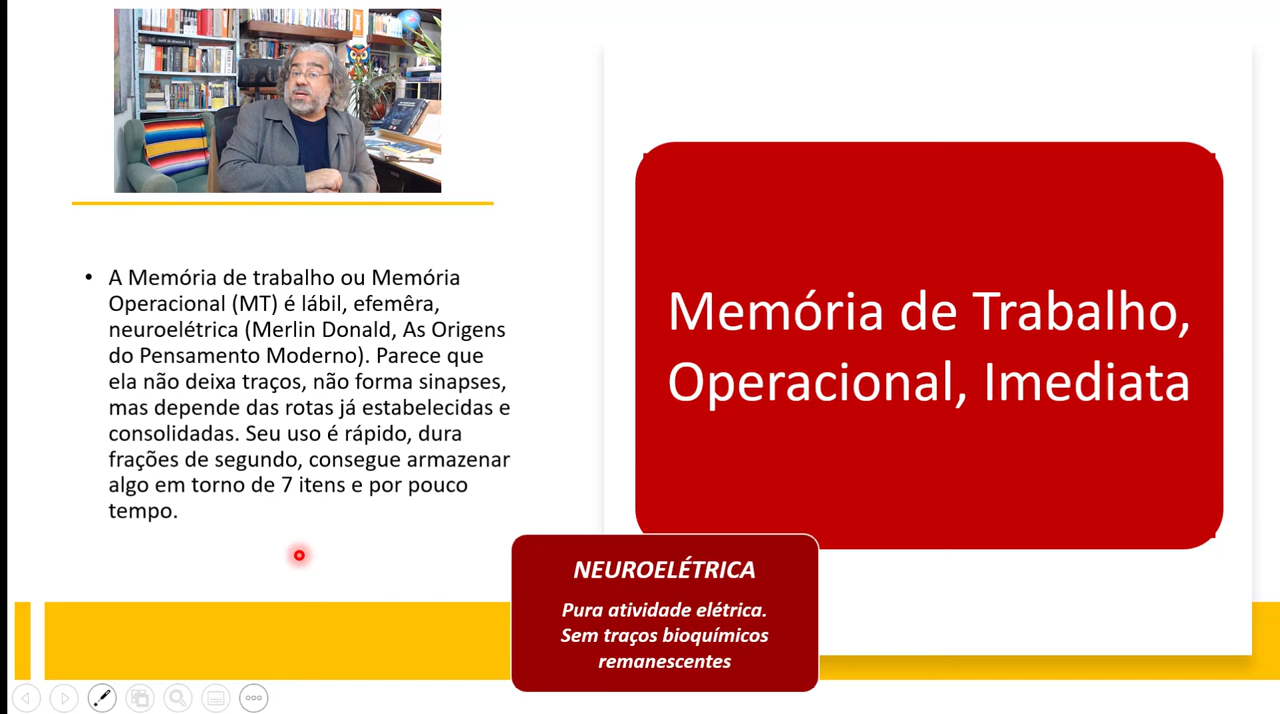 • A Memória de trabalho ou Memória
Operacional (MT) é lábil, efemêra,
neuroelétrica (Merlin Donald, As Origens
do Pensamento Moderno). Parece que
ela não deixa traços, não forma sinapses,
mas depende das rotas já estabelecidas e
consolidadas. Seu uso é rápido, dura
frações de segundo, consegue armazenar
algo em torno de 7 itens e por pouco
tempo.
Memória de Trabalho,
Operacional, Imediata
NEUROELÉTRICA
Pura atividade elétrica.
Sem traços bioquímicos
remanescentes